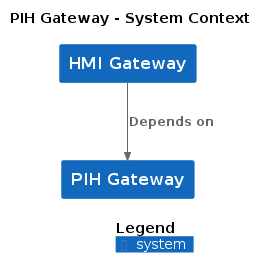 PIH Gateway - System Context
HMI Gateway
Depends on
PIH Gateway
Legend
system